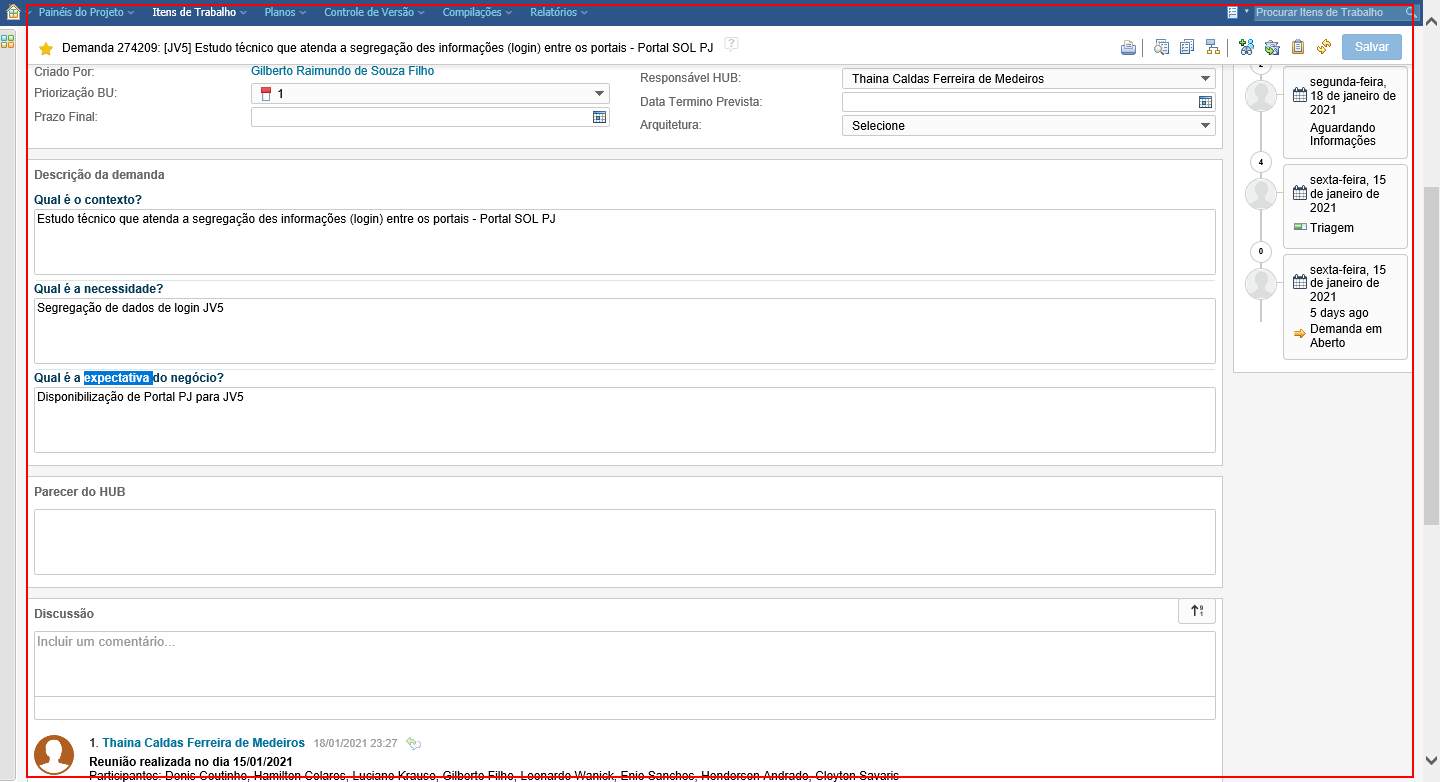 Painéis do Projeto Itens de Trabalho Planos Controle de Versão Compilações Relatórios Procurar Itens de Trabalho
Demanda 274209: [JV5] Estudo técnico que atenda a segregação des informações (login) entre os portais - Portal SOL PJ ? Salvar
Criado Por: Gilberto Raimundo de Souza Filho
Priorização BU: 1
Prazo Final:
Responsável HUB: Thaina Caldas Ferreira de Medeiros
Data Termino Prevista:
Arquitetura: Selecione
Descrição da demanda
Qual é o contexto?
Estudo técnico que atenda a segregação des informações (login) entre os portais - Portal SOL PJ
Qual é a necessidade?
Segregação de dados de login JV5
Qual é a expectativa do negócio?
Disponibilização de Portal PJ para JV5
Parecer do HUB
Discussão
Incluir um comentário...
1. Thaina Caldas Ferreira de Medeiros 18/01/2021 23:27
Reunião realizada no dia 15/01/2021
Participantes: Denis Coutinho, Hamilton Colares, Luciano Krause, Gilberto Filho, Leonardo Wanick, Enio Sanches, Henderson Andrade, Cleyton Savaris
segunda-feira,
18 de janeiro de
2021
Aguardando
Informações
4
sexta-feira, 15
de janeiro de
2021
Triagem
0
sexta-feira, 15
de janeiro de
2021
5 days ago
Demanda em
Aberto